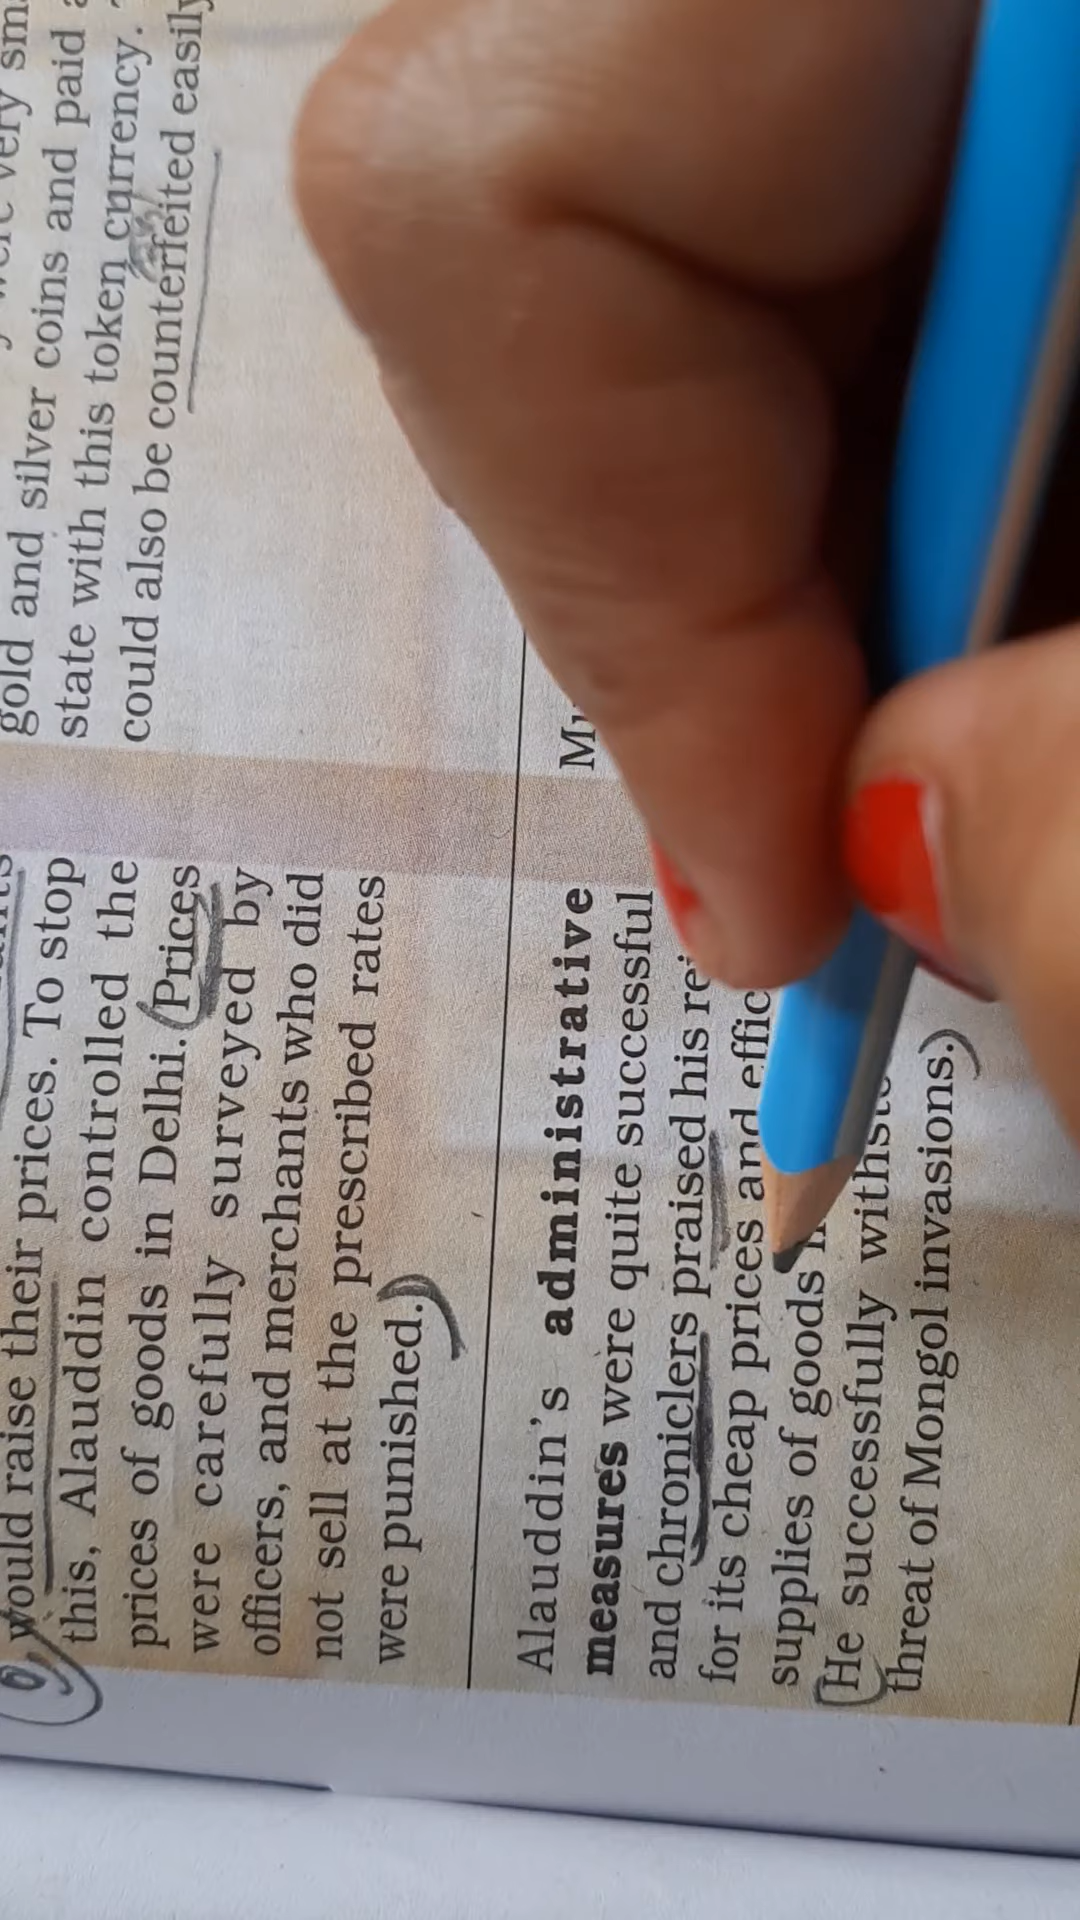 would raise their prices. To stop
this, Alauddin controlled the
prices of goods in Delhi. (Prices
were carefully surveyed by
officers, and merchants who did
not sell at the prescribed rates
were punished.)
Alauddin's administrative
measures were quite successful
and chroniclers praised his
for its cheap prices and
supplies of goods
(He successfully
threat of Mongol invasions.)
very
gold and silver coins and paid
state with this token currency.
could also be counterfeited easily